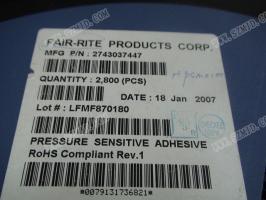 FAIR-RITE PRODUCTS CORP.
MFG P/N : 2743037447
QUANTITY : 2,800 (PCS)
DATE : 18 Jan 2007
Lot # : LFMF870180
PRESSURE SENSITIVE ADHESIVE
RoHS Compliant Rev.1
*0079131736821*